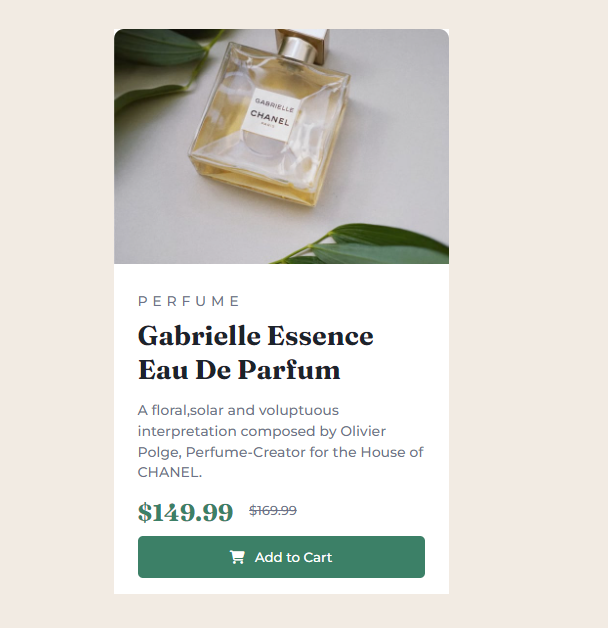 GABRIELLE
CHANEL
PARIS
PERFUME
Gabrielle Essence
Eau De Parfum
A floral,solar and voluptuous
interpretation composed by Olivier
Polge, Perfume-Creator for the House of
CHANEL.
$149.99 $169.99
Add to Cart